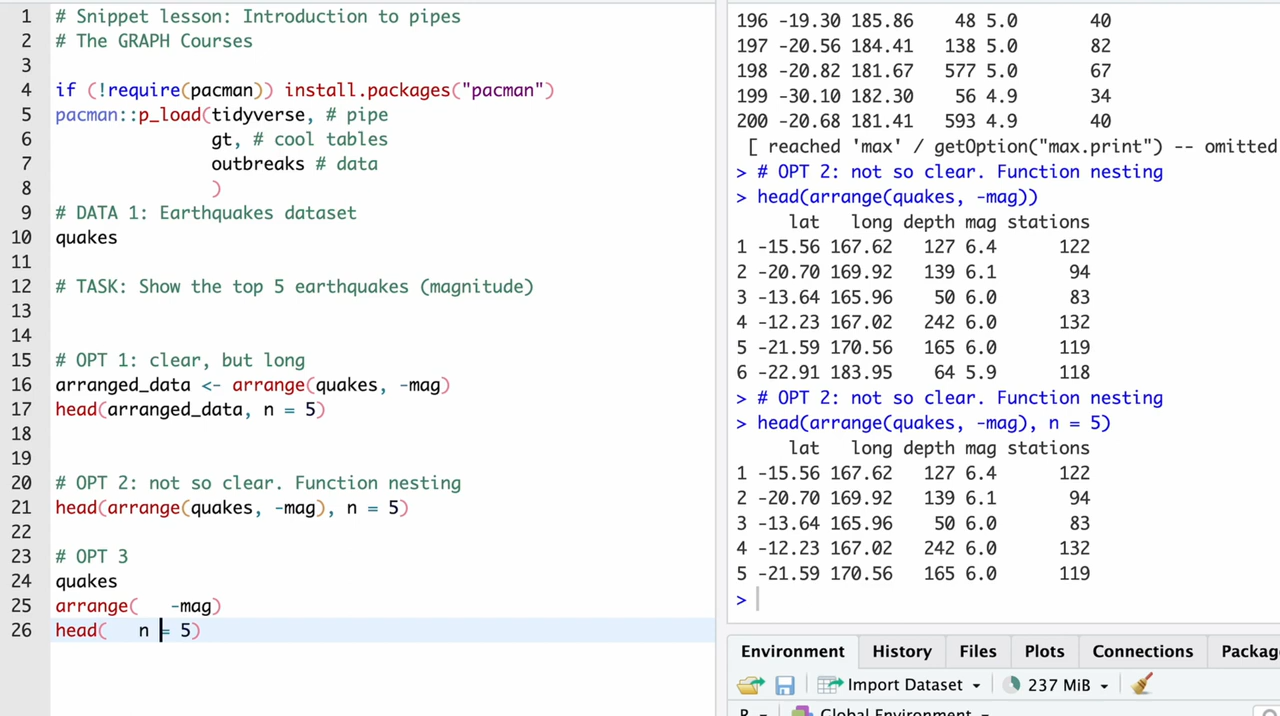 1 # Snippet lesson: Introduction to pipes
2 # The GRAPH Courses
3
4 if (!require(pacman)) install.packages("pacman")
5 pacman::p_load(tidyverse, # pipe
6 gt, # cool tables
7 outbreaks # data
8 )
9 # DATA 1: Earthquakes dataset
10 quakes
11
12 # TASK: Show the top 5 earthquakes (magnitude)
13
14
15 # OPT 1: clear, but long
16 arranged_data <- arrange(quakes, -mag)
17 head(arranged_data, n = 5)
18
19
20 # OPT 2: not so clear. Function nesting
21 head(arrange(quakes, -mag), n = 5)
22
23 # OPT 3
24 quakes
25 arrange(   -mag)
26 head(   n = 5)
196 -19.30 185.86 48 5.0 40
197 -20.56 184.41 138 5.0 82
198 -20.82 181.67 577 5.0 67
199 -30.10 182.30 56 4.9 34
200 -20.68 181.41 593 4.9 40
[ reached 'max' / getOption("max.print") -- omitted
> # OPT 2: not so clear. Function nesting
> head(arrange(quakes, -mag))
lat long depth mag stations
1 -15.56 167.62 127 6.4 122
2 -20.70 169.92 139 6.1 94
3 -13.64 165.96 50 6.0 83
4 -12.23 167.02 242 6.0 132
5 -21.59 170.56 165 6.0 119
6 -22.91 183.95 64 5.9 118
> # OPT 2: not so clear. Function nesting
> head(arrange(quakes, -mag), n = 5)
lat long depth mag stations
1 -15.56 167.62 127 6.4 122
2 -20.70 169.92 139 6.1 94
3 -13.64 165.96 50 6.0 83
4 -12.23 167.02 242 6.0 132
5 -21.59 170.56 165 6.0 119
>
Environment History Files Plots Connections Packag
Import Dataset 237 MiB
R Global Environment